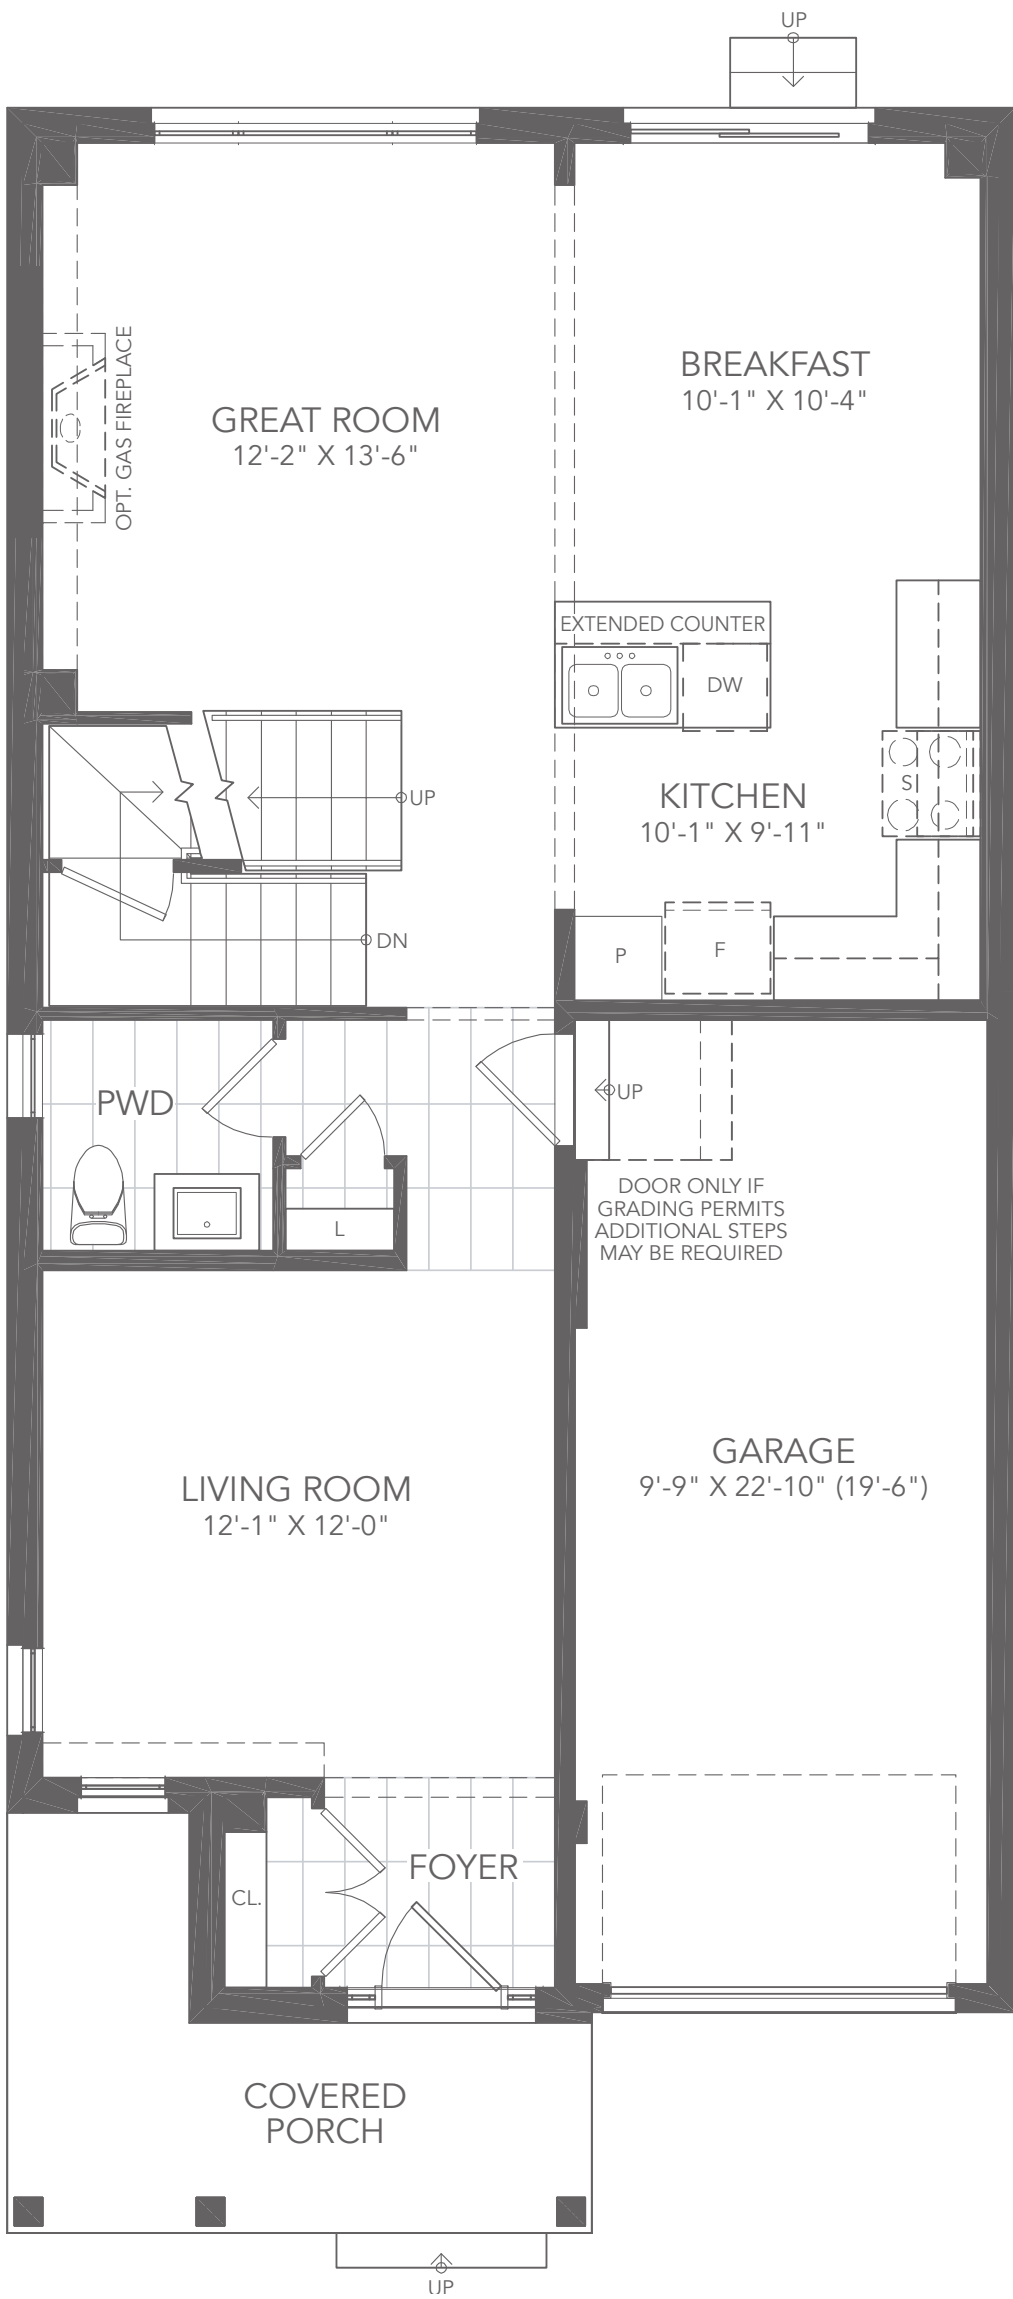 UP
BREAKFAST
10'-1" X 10'-4"
GREAT ROOM
12'-2" X 13'-6"
OPT. GAS FIREPLACE
EXTENDED COUNTER
DW
S
UP
KITCHEN
10'-1" X 9'-11"
DN
P
F
PWD
UP
L
DOOR ONLY IF
GRADING PERMITS
ADDITIONAL STEPS
MAY BE REQUIRED
GARAGE
9'-9" X 22'-10" (19'-6")
LIVING ROOM
12'-1" X 12'-0"
FOYER
CL.
COVERED
PORCH
UP